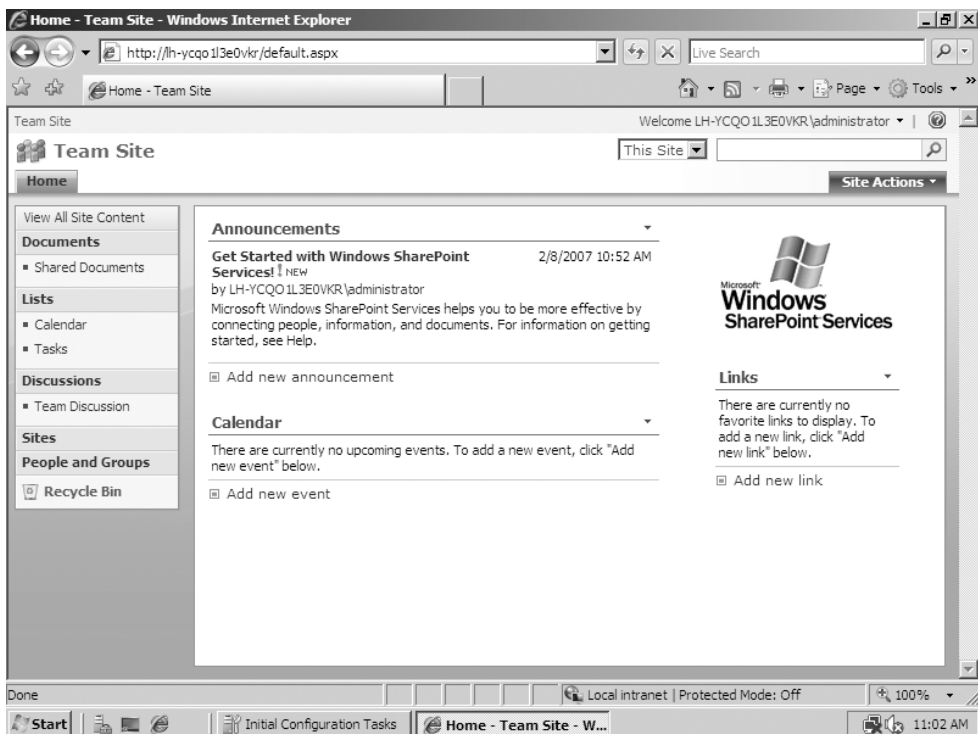 Home - Team Site - Windows Internet Explorer
http://lh-ycqo1l3e0vkr/default.aspx
Live Search
Home - Team Site
Page
Tools
Team Site
Welcome LH-YCQO1L3E0VKR\administrator
Team Site
This Site
Home
Site Actions
View All Site Content
Documents
Shared Documents
Lists
Calendar
Tasks
Discussions
Team Discussion
Sites
People and Groups
Recycle Bin
Announcements
Get Started with Windows SharePoint
Services! ! NEW
2/8/2007 10:52 AM
by LH-YCQO1L3E0VKR\administrator
Microsoft Windows SharePoint Services helps you to be more effective by
connecting people, information, and documents. For information on getting
started, see Help.
Add new announcement
Calendar
There are currently no upcoming events. To add a new event, click "Add
new event" below.
Add new event
Microsoft
Windows
SharePoint Services
Links
There are currently no
favorite links to display. To
add a new link, click "Add
new link" below.
Add new link
Done
Local intranet | Protected Mode: Off
100%
Start
Initial Configuration Tasks
Home - Team Site - W...
11:02 AM